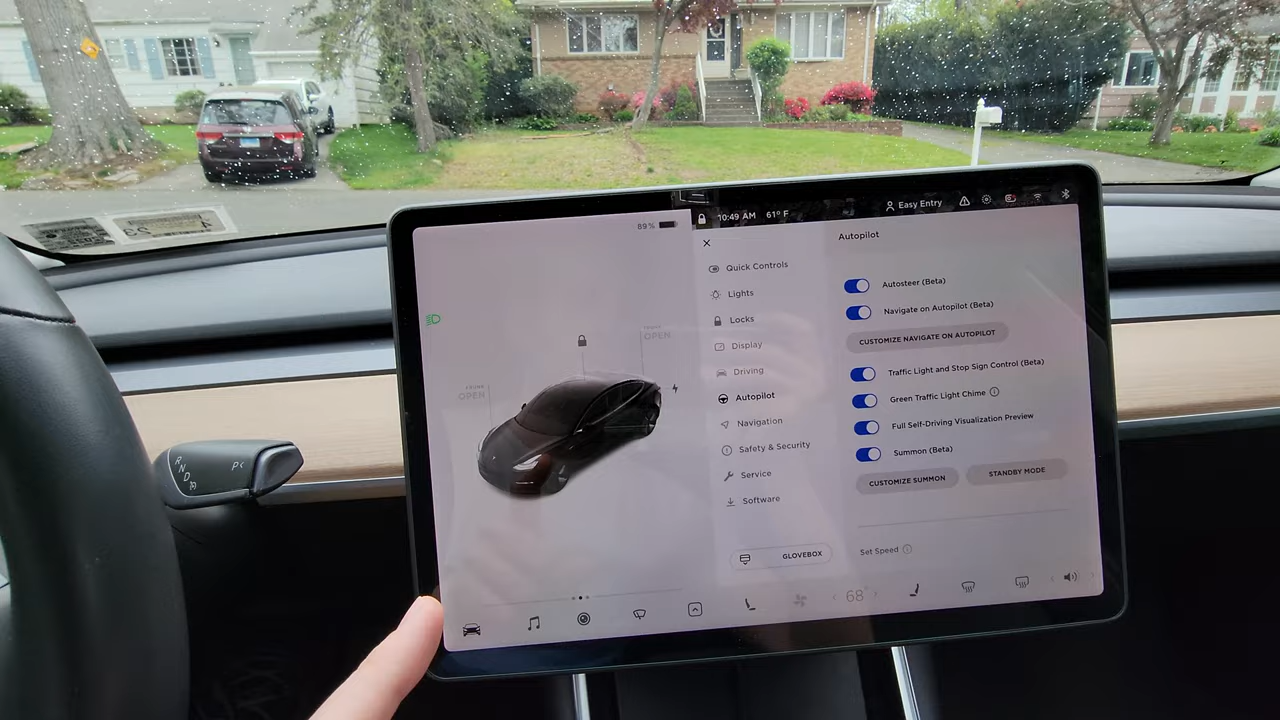 89%
10:49 AM 61° F
Easy Entry
Autopilot
Quick Controls
Lights
Locks
Display
Driving
Autopilot
Navigation
Safety & Security
Service
Software
GLOVEBOX
Autosteer (Beta)
Navigate on Autopilot (Beta)
CUSTOMIZE NAVIGATE ON AUTOPILOT
Traffic Light and Stop Sign Control (Beta)
Green Traffic Light Chime
Full Self-Driving Visualization Preview
Summon (Beta)
CUSTOMIZE SUMMON
STANDBY MODE
Set Speed
FRUNK
OPEN
TRUNK
OPEN
68
R
N
D
P